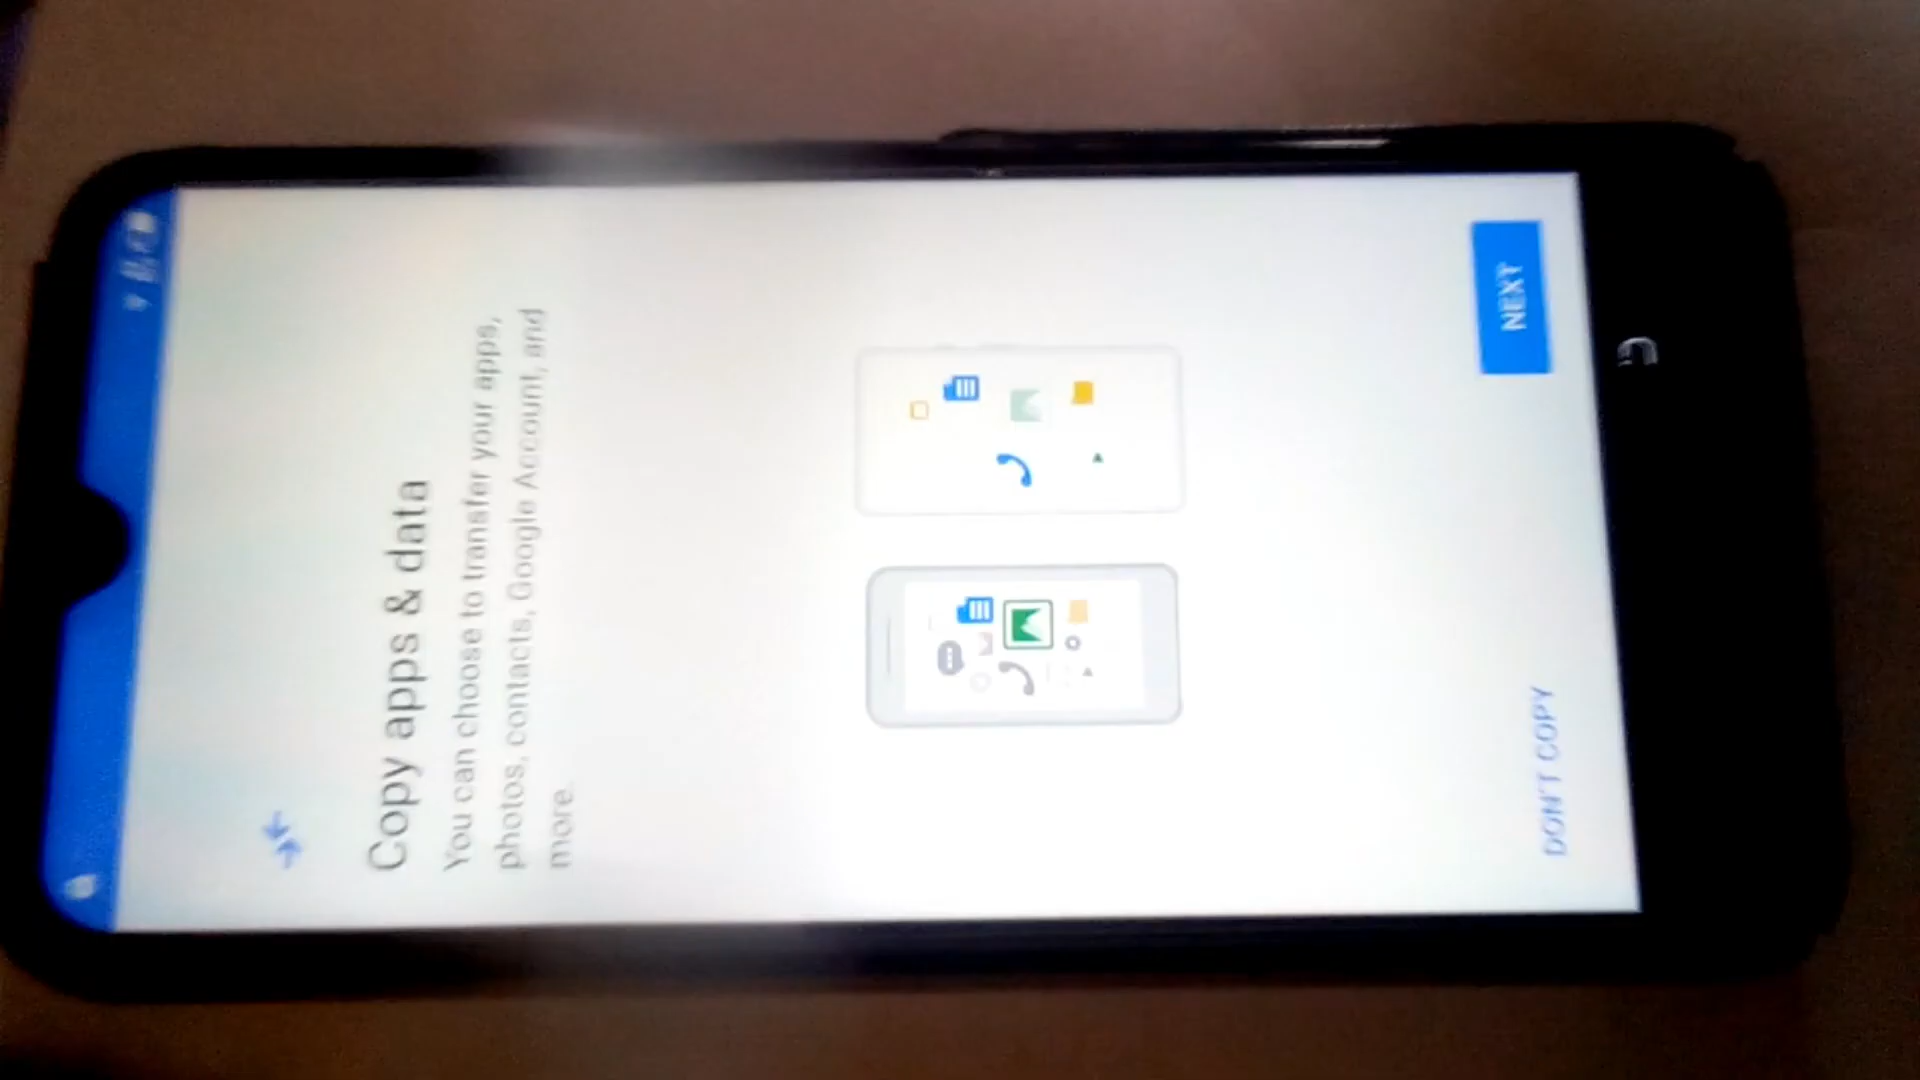 Copy apps & data
You can choose to transfer your apps,
photos, contacts, Google Account, and
more.
DON'T COPY
NEXT